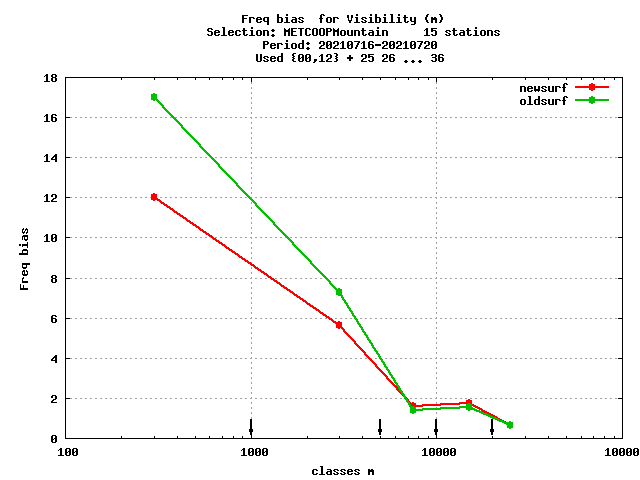 Freq bias  for Visibility (m)
Selection: METCOOPMountain     15 stations
Period: 20210716-20210720
Used {00,12} + 25 26 ... 36
newsurf
oldsurf
18
16
14
12
10
8
6
4
2
0
Freq bias
100 1000 10000 10000
classes m